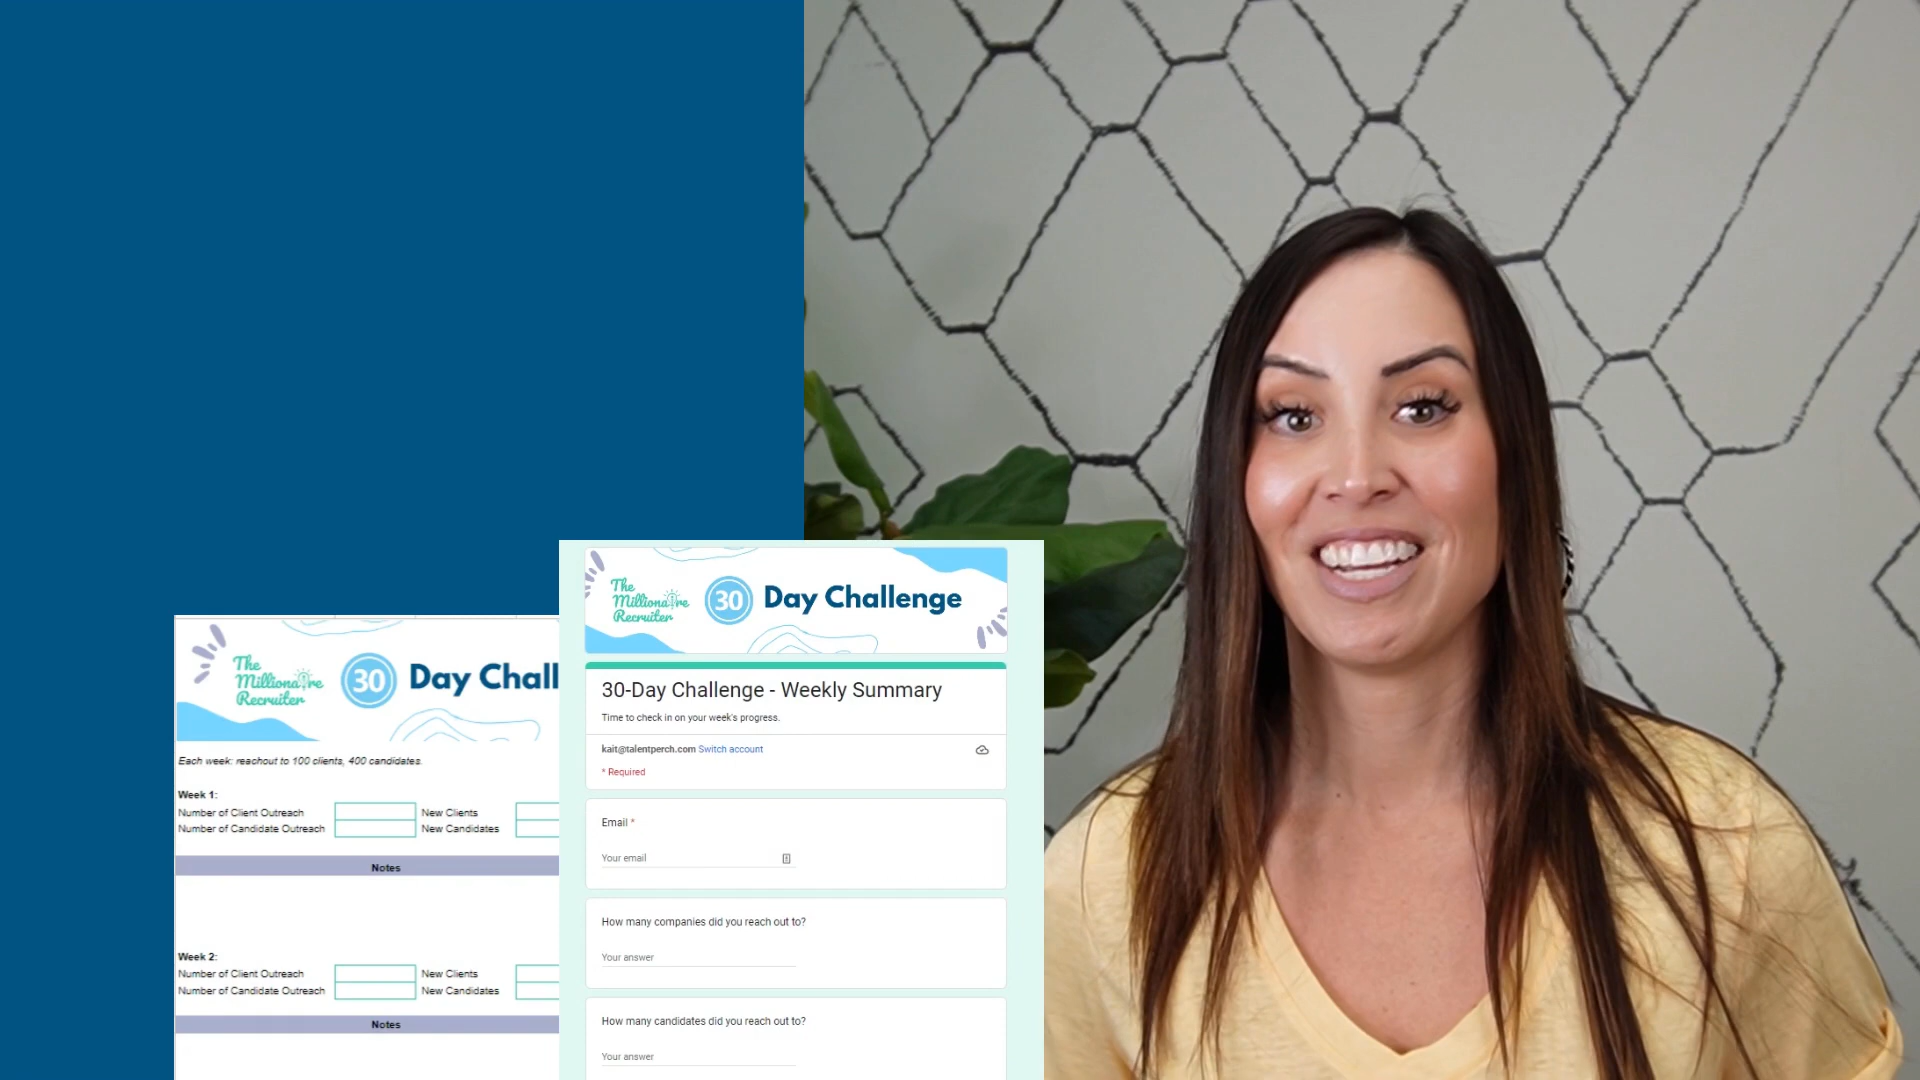 The
Millionaire
Recruiter
30
Day Chall
Each week: reachout to 100 clients, 400 candidates.
Week 1:
Number of Client Outreach
New Clients
Number of Candidate Outreach
New Candidates
Notes
Week 2:
Number of Client Outreach
New Clients
Number of Candidate Outreach
New Candidates
Notes
The
Millionaire
Recruiter
30
Day Challenge
30-Day Challenge - Weekly Summary
Time to check in on your week's progress.
kait@talentperch.com Switch account
* Required
Email *
Your email
How many companies did you reach out to?
Your answer
How many candidates did you reach out to?
Your answer